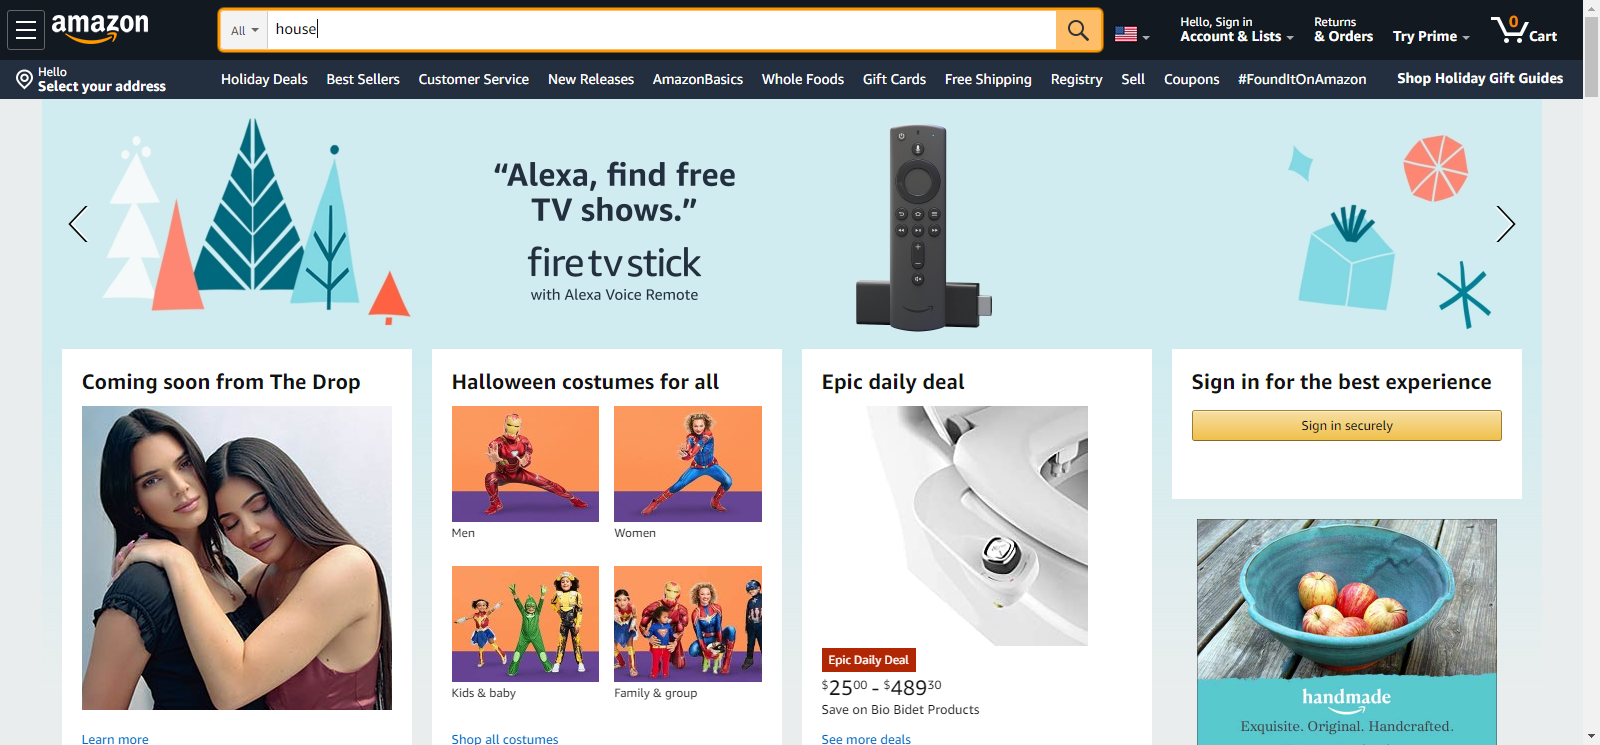 amazon
All
house
Hello, Sign in
Account & Lists
Returns
& Orders
Try Prime
0
Cart
Hello
Select your address
Holiday Deals
Best Sellers
Customer Service
New Releases
AmazonBasics
Whole Foods
Gift Cards
Free Shipping
Registry
Sell
Coupons
#FoundItOnAmazon
Shop Holiday Gift Guides
“Alexa, find free
TV shows.”
fire tv stick
with Alexa Voice Remote
Coming soon from The Drop
Learn more
Halloween costumes for all
Men
Women
Kids & baby
Family & group
Shop all costumes
Epic daily deal
Epic Daily Deal
$2500 - $48930
Save on Bio Bidet Products
See more deals
Sign in for the best experience
Sign in securely
handmade
Exquisite. Original. Handcrafted.